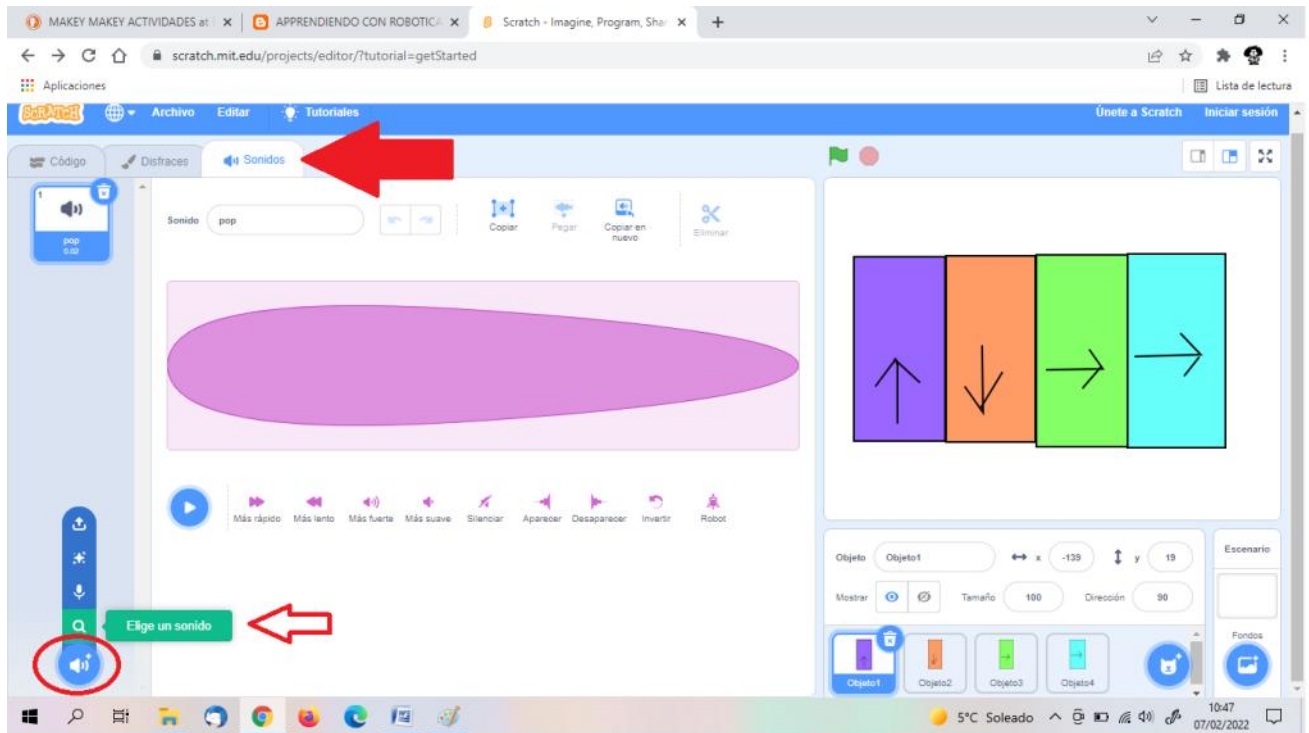 MAKEY MAKEY ACTIVIDADES at
APPRENDIENDO CON ROBOTICA
Scratch - Imagine, Program, Shar
scratch.mit.edu/projects/editor/?tutorial=getStarted
Aplicaciones
Lista de lectura
SCRATCH
Archivo
Editar
Tutoriales
Únete a Scratch
Iniciar sesión
Código
Disfraces
Sonidos
1
pop
0.02
Sonido
pop
Copiar
Pegar
Copiar en
nuevo
Eliminar
Más rápido
Más lento
Más fuerte
Más suave
Silenciar
Aparecer
Desaparecer
Invertir
Robot
Elige un sonido
Objeto
Objeto1
x
-139
y
19
Mostrar
Tamaño
100
Dirección
90
Escenario
Fondos
Objeto1
Objeto2
Objeto3
Objeto4
5°C Soleado
10:47
07/02/2022